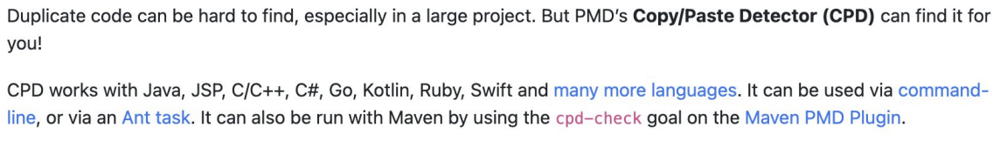 Duplicate code can be hard to find, especially in a large project. But PMD’s Copy/Paste Detector (CPD) can find it for
you!
CPD works with Java, JSP, C/C++, C#, Go, Kotlin, Ruby, Swift and many more languages. It can be used via command-
line, or via an Ant task. It can also be run with Maven by using the cpd-check goal on the Maven PMD Plugin.